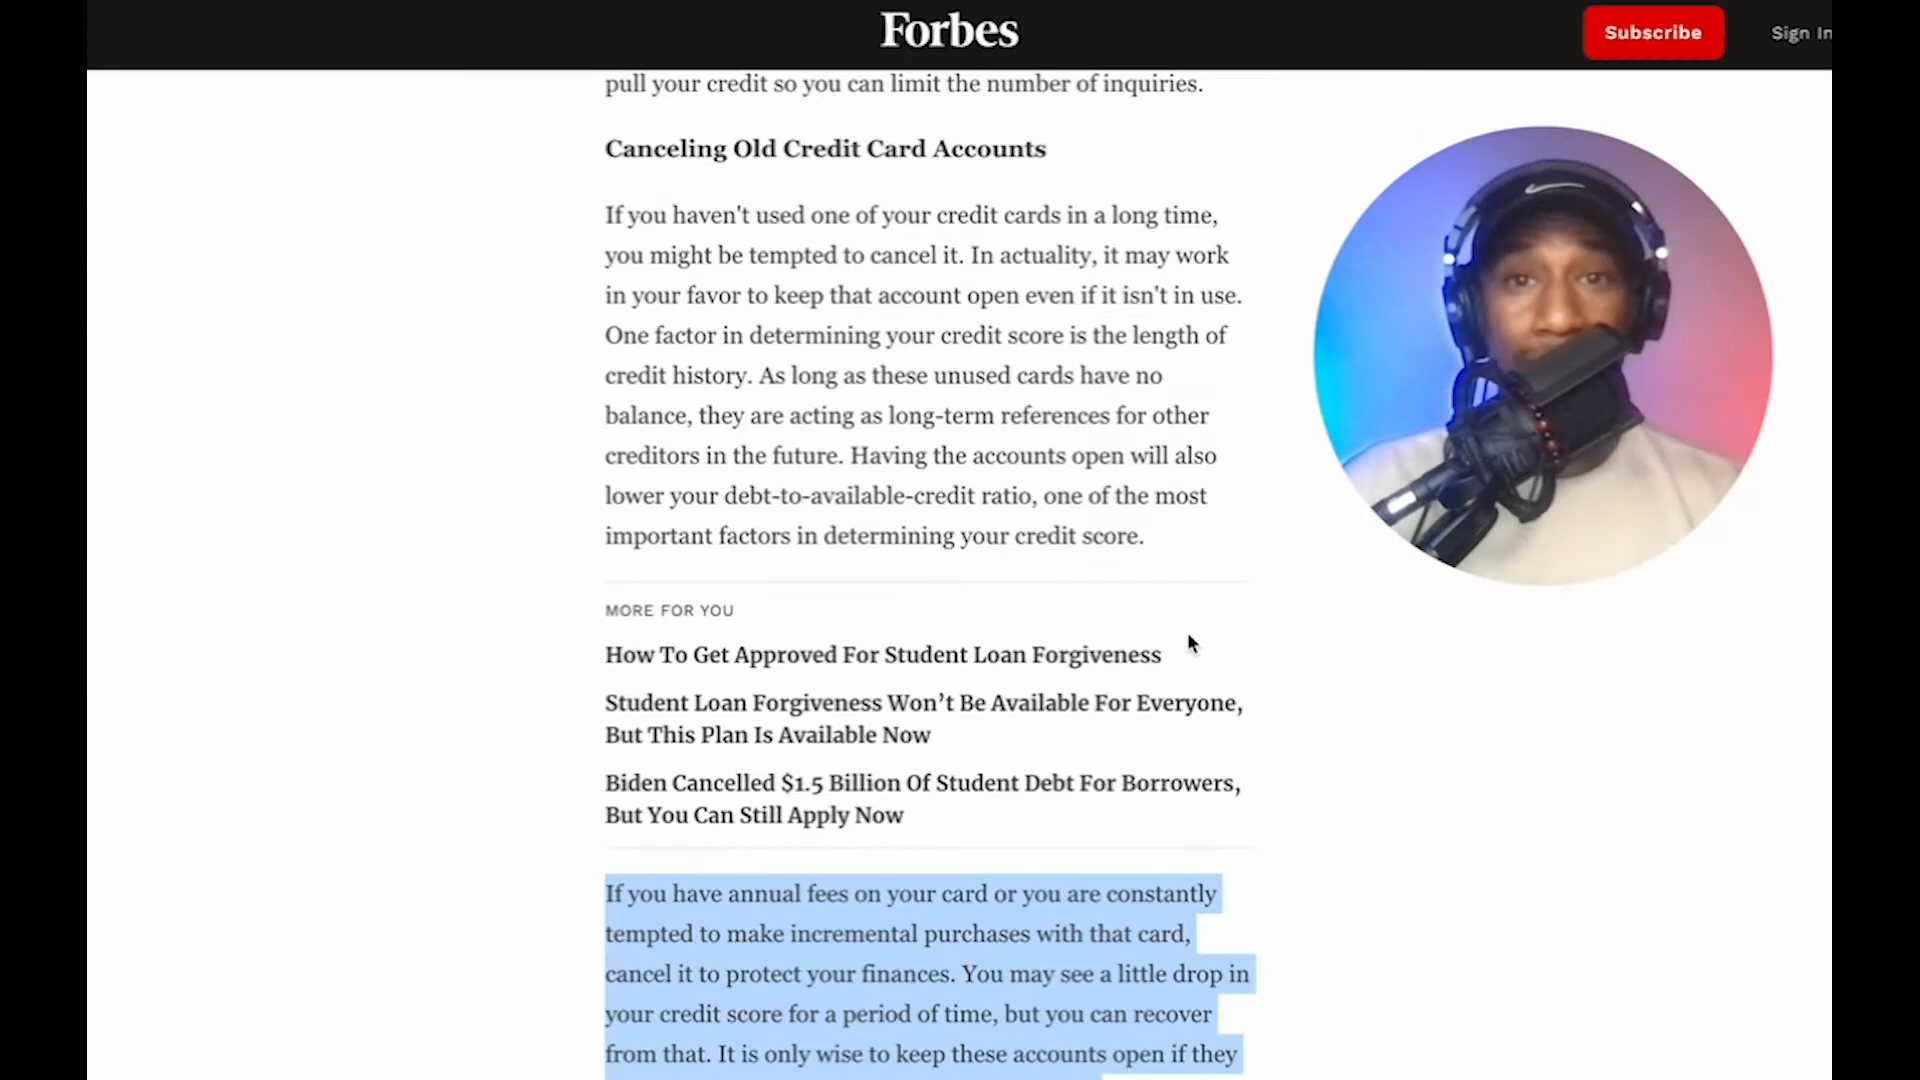 Forbes
Subscribe
Sign In
pull your credit so you can limit the number of inquiries.
Canceling Old Credit Card Accounts
If you haven't used one of your credit cards in a long time,
you might be tempted to cancel it. In actuality, it may work
in your favor to keep that account open even if it isn't in use.
One factor in determining your credit score is the length of
credit history. As long as these unused cards have no
balance, they are acting as long-term references for other
creditors in the future. Having the accounts open will also
lower your debt-to-available-credit ratio, one of the most
important factors in determining your credit score.
MORE FOR YOU
How To Get Approved For Student Loan Forgiveness
Student Loan Forgiveness Won’t Be Available For Everyone,
But This Plan Is Available Now
Biden Cancelled $1.5 Billion Of Student Debt For Borrowers,
But You Can Still Apply Now
If you have annual fees on your card or you are constantly
tempted to make incremental purchases with that card,
cancel it to protect your finances. You may see a little drop in
your credit score for a period of time, but you can recover
from that. It is only wise to keep these accounts open if they